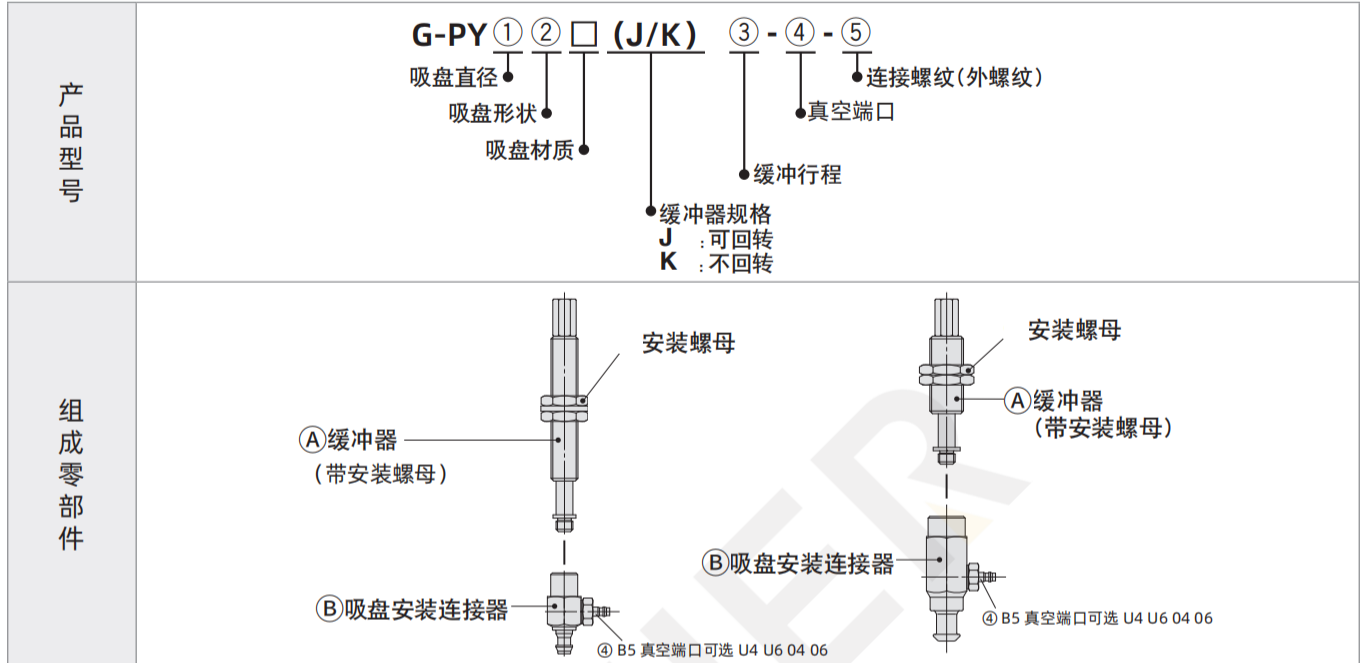 产品型号
G-PY①②□(J/K) ③-④-⑤
吸盘直径
连接螺纹(外螺纹)
吸盘形状
真空端口
吸盘材质
缓冲行程
缓冲器规格
J :可回转
K :不回转
组成零部件
安装螺母
Ⓐ缓冲器
(带安装螺母)
Ⓑ吸盘安装连接器
④ B5 真空端口可选 U4 U6 04 06
安装螺母
Ⓐ缓冲器
(带安装螺母)
Ⓑ吸盘安装连接器
④ B5 真空端口可选 U4 U6 04 06